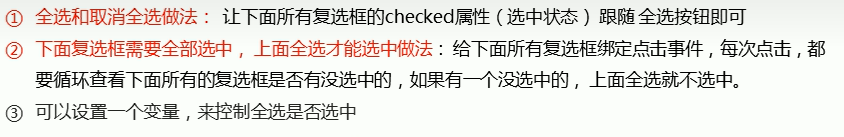 ① 全选和取消全选做法： 让下面所有复选框的checked属性（选中状态） 跟随 全选按钮即可
② 下面复选框需要全部选中， 上面全选才能选中做法：给下面所有复选框绑定点击事件，每次点击，都
要循环查看下面所有的复选框是否有没选中的，如果有一个没选中的， 上面全选就不选中。
③ 可以设置一个变量，来控制全选是否选中